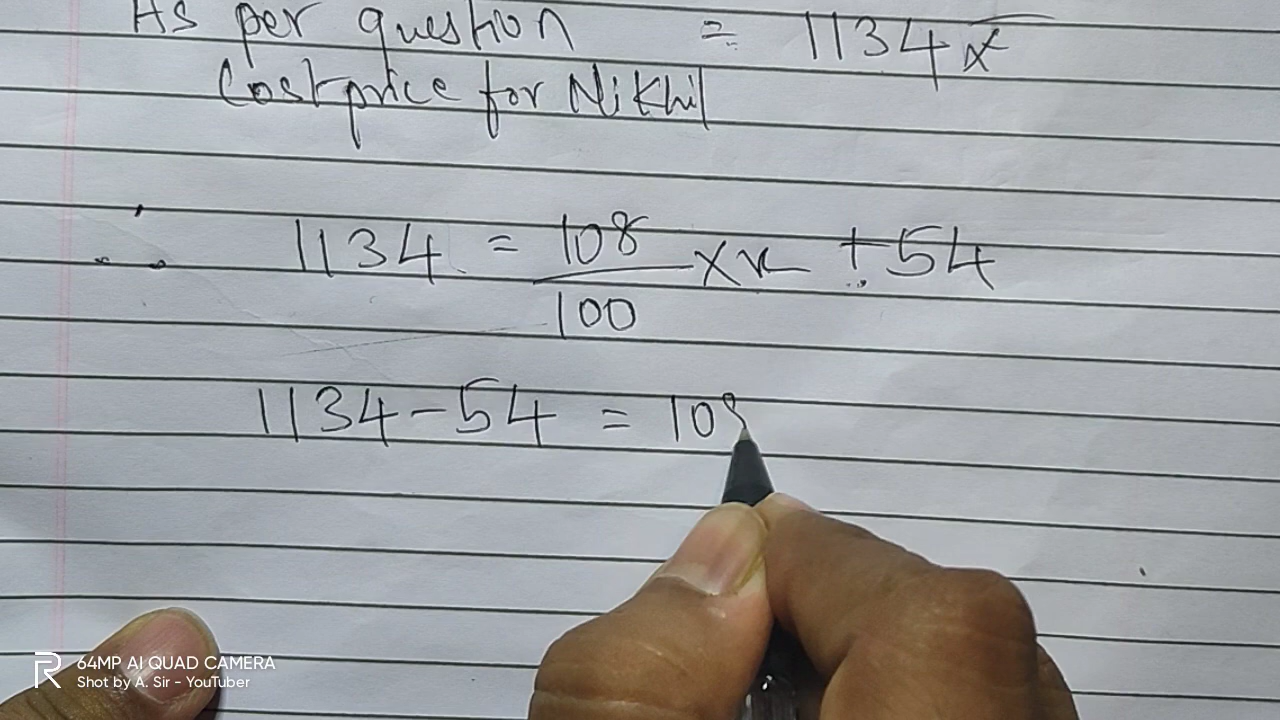 As per question = 1134
Cost price for Nikhil
∴ 1134 = 108/100 × x + 54
1134 - 54 = 108
64MP AI QUAD CAMERA
Shot by A. Sir - YouTuber